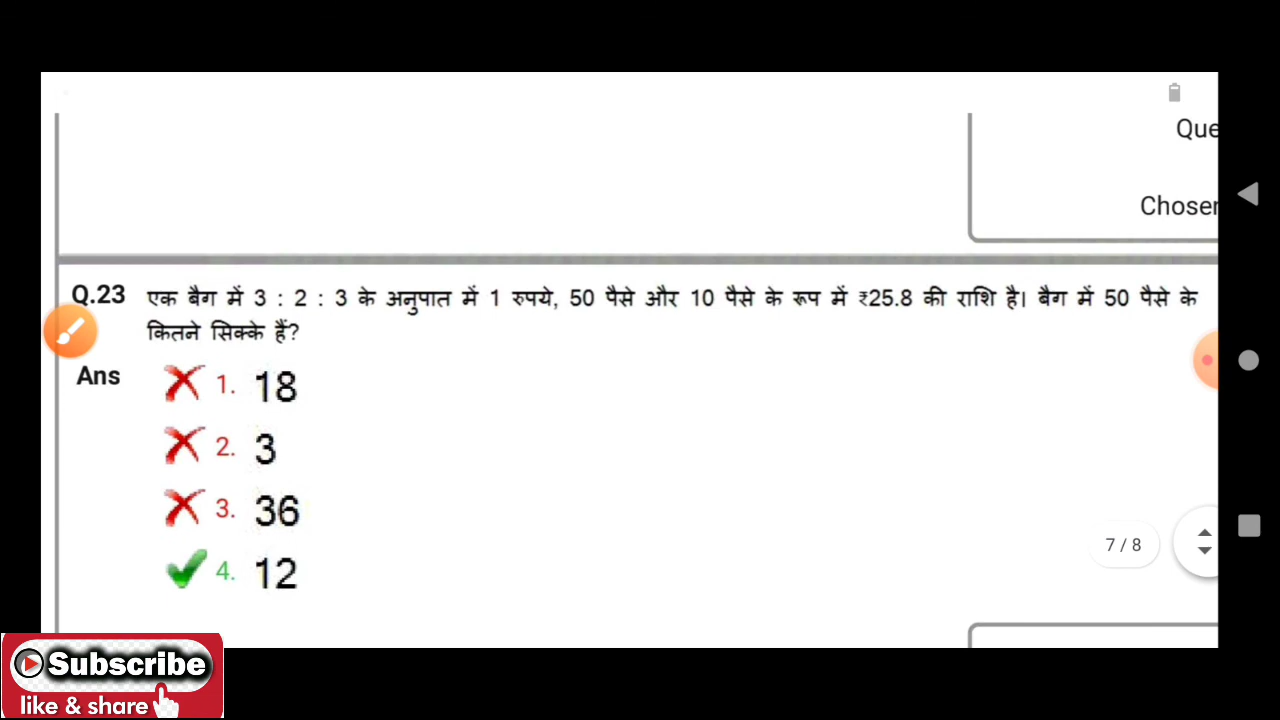 Que
Chosen
Q.23 एक बैग में 3 : 2 : 3 के अनुपात में 1 रुपये, 50 पैसे और 10 पैसे के रूप में ₹25.8 की राशि है। बैग में 50 पैसे के
कितने सिक्के हैं?
Ans
1. 18
2. 3
3. 36
4. 12
7 / 8
Subscribe
like & share